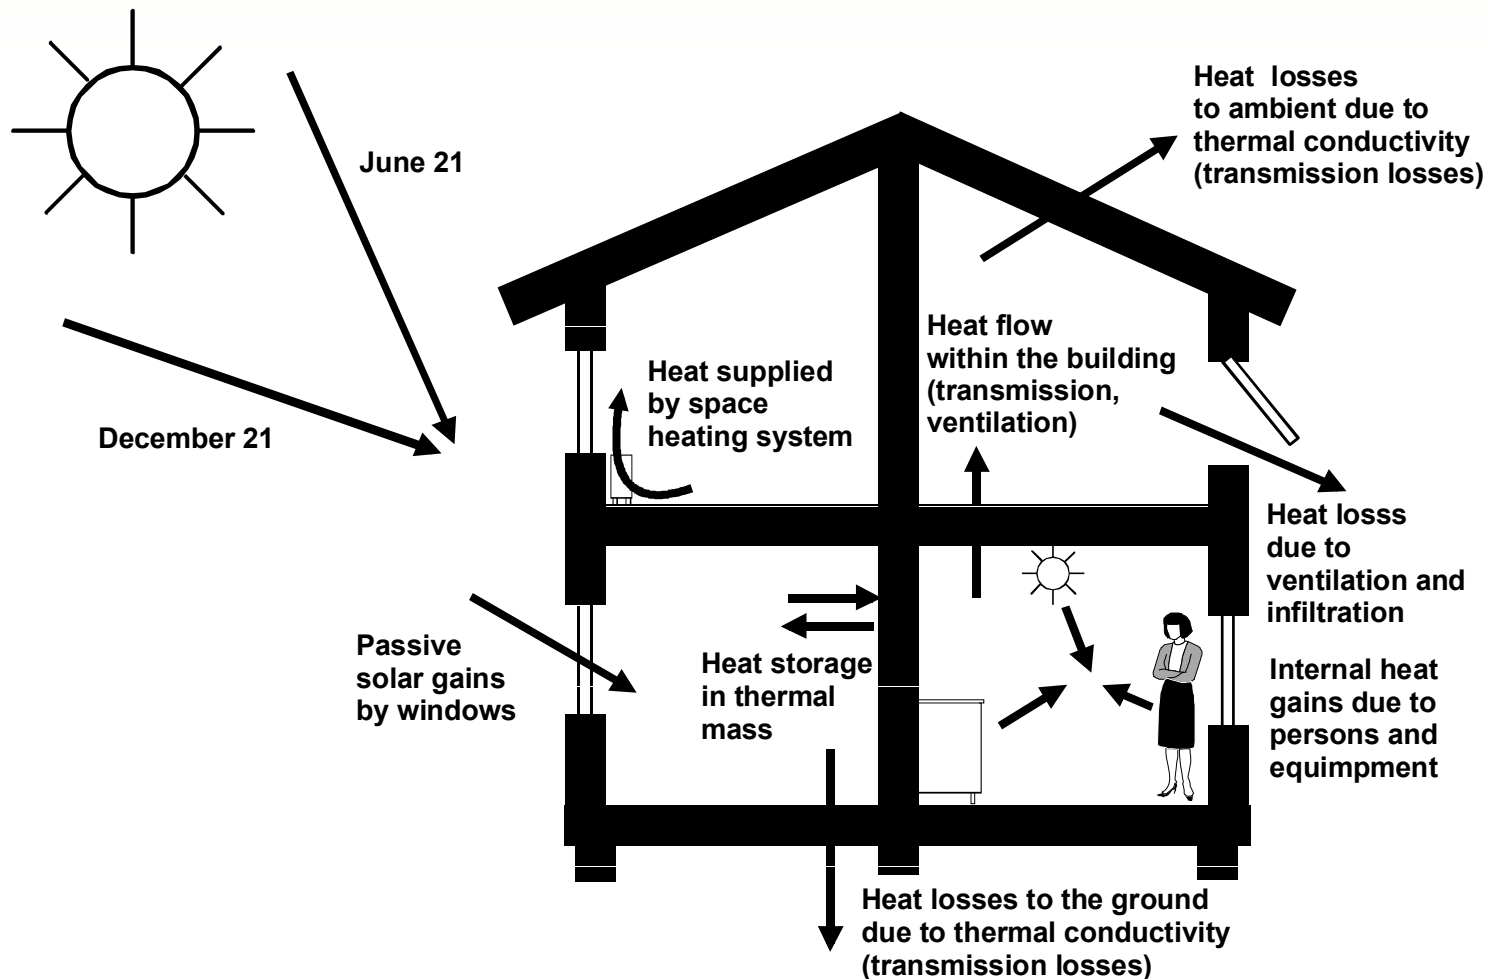 Heat losses
to ambient due to
thermal conductivity
(transmission losses)
June 21
December 21
Heat supplied
by space
heating system
Heat flow
within the building
(transmission,
ventilation)
Heat losss
due to
ventilation and
infiltration
Passive
solar gains
by windows
Heat storage
in thermal
mass
Internal heat
gains due to
persons and
equimpment
Heat losses to the ground
due to thermal conductivity
(transmission losses)